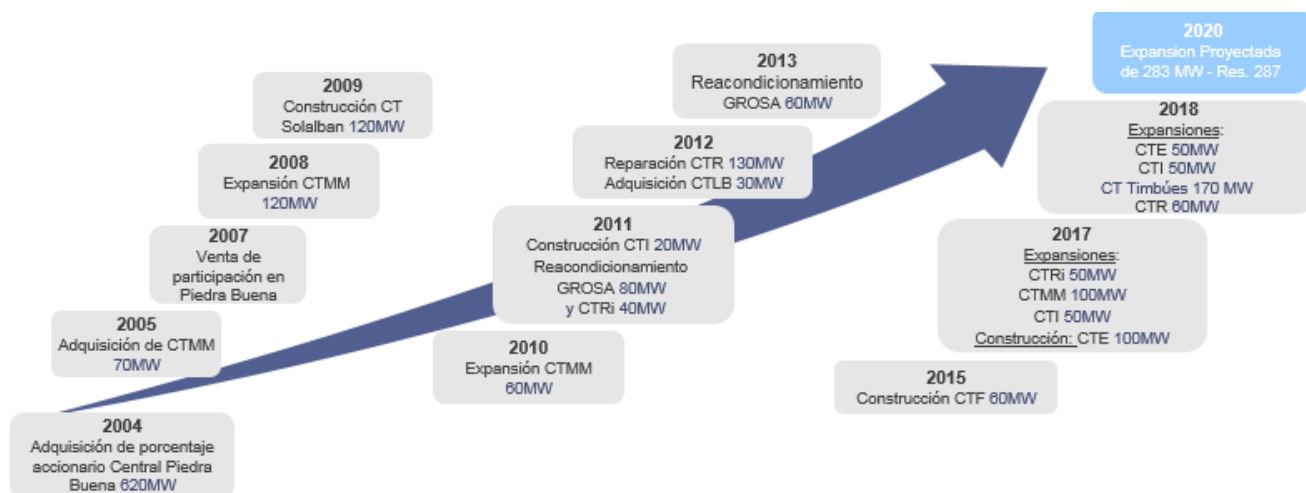 2004
Adquisición de porcentaje
accionario Central Piedra
Buena 620MW
2005
Adquisición de CTMM
70MW
2007
Venta de
participación en
Piedra Buena
2008
Expansión CTMM
120MW
2009
Construcción CT
Solalban 120MW
2010
Expansión CTMM
60MW
2011
Construcción CTI 20MW
Reacondicionamiento
GROSA 80MW
y CTRi 40MW
2012
Reparación CTR 130MW
Adquisición CTLB 30MW
2013
Reacondicionamiento
GROSA 60MW
2015
Construcción CTF 60MW
2017
Expansiones:
CTRi 50MW
CTMM 100MW
CTI 50MW
Construcción: CTE 100MW
2018
Expansiones:
CTE 50MW
CTI 50MW
CT Timbúes 170 MW
CTR 60MW
2020
Expansion Proyectada
de 283 MW - Res. 287